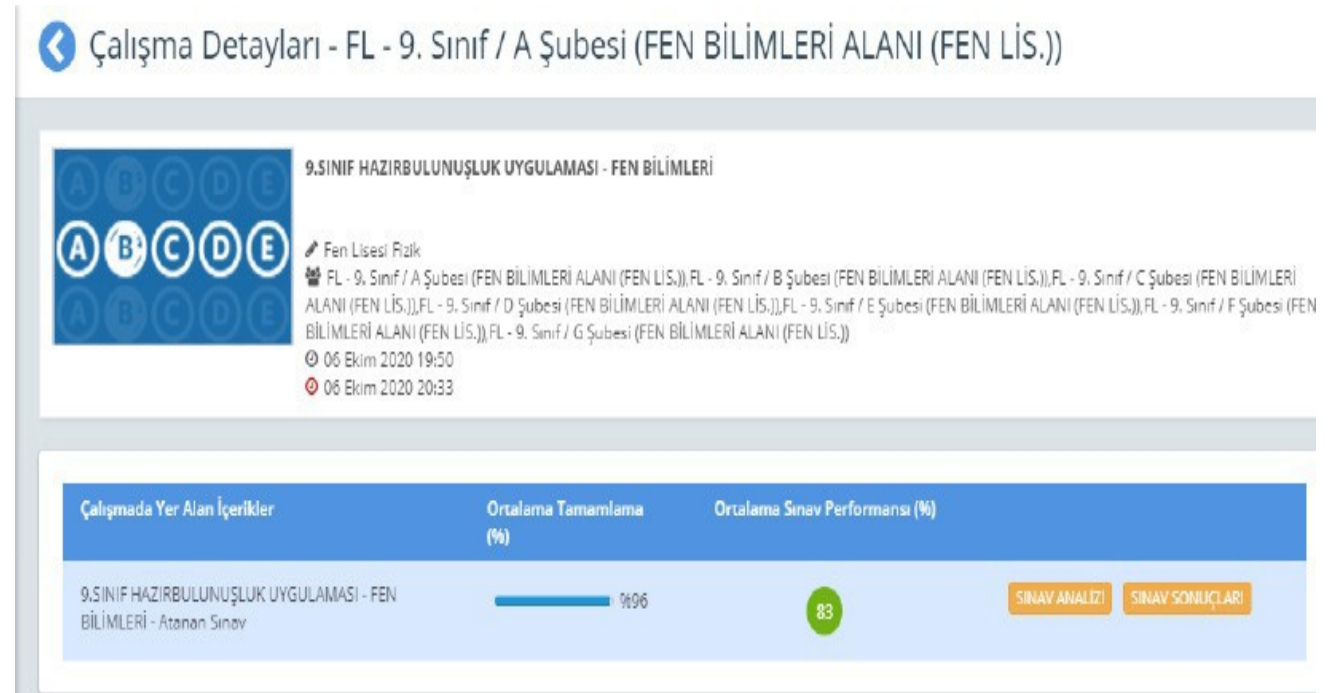 Çalışma Detayları - FL - 9. Sınıf / A Şubesi (FEN BİLİMLERİ ALANI (FEN LİS.))
A B C D E
A B C D E
A B C D E
9.SINIF HAZIRBULUNUŞLUK UYGULAMASI - FEN BİLİMLERİ
Fen Lisesi Fizik
FL - 9. Sınıf / A Şubesi (FEN BİLİMLERİ ALANI (FEN LİS.)),FL - 9. Sınıf / B Şubesi (FEN BİLİMLERİ ALANI (FEN LİS.)),FL - 9. Sınıf / C Şubesi (FEN BİLİMLERİ
ALANI (FEN LİS.)),FL - 9. Sınıf / D Şubesi (FEN BİLİMLERİ ALANI (FEN LİS.)),FL - 9. Sınıf / E Şubesi (FEN BİLİMLERİ ALANI (FEN LİS.)),FL - 9. Sınıf / F Şubesi (FEN
BİLİMLERİ ALANI (FEN LİS.)),FL - 9. Sınıf / G Şubesi (FEN BİLİMLERİ ALANI (FEN LİS.))
06 Ekim 2020 19:50
06 Ekim 2020 20:33
Çalışmada Yer Alan İçerikler
Ortalama Tamamlama
(%)
Ortalama Sınav Performansı (%)
9.SINIF HAZIRBULUNUŞLUK UYGULAMASI - FEN
BİLİMLERİ - Atanan Sınav
%96
83
SINAV ANALİZİ
SINAV SONUÇLARI